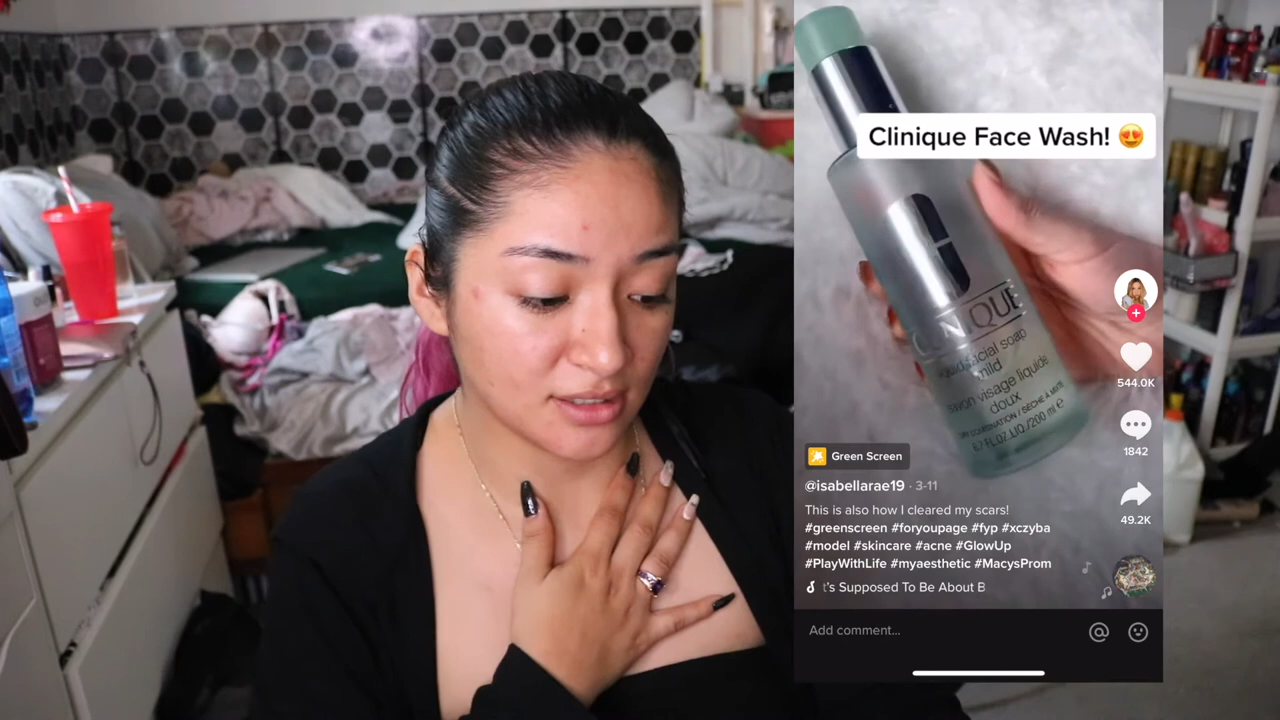 Clinique Face Wash! 😍
CLINIQUE
facial soap
mild
savon visage liquide
doux
544.0K
1842
Green Screen
@isabellarae19 · 3-11
49.2K
This is also how I cleared my scars!
#greenscreen #foryoupage #fyp #xczyba
#model #skincare #acne #GlowUp
#PlayWithLife #myaesthetic #MacysProm
t's Supposed To Be About B
Add comment...